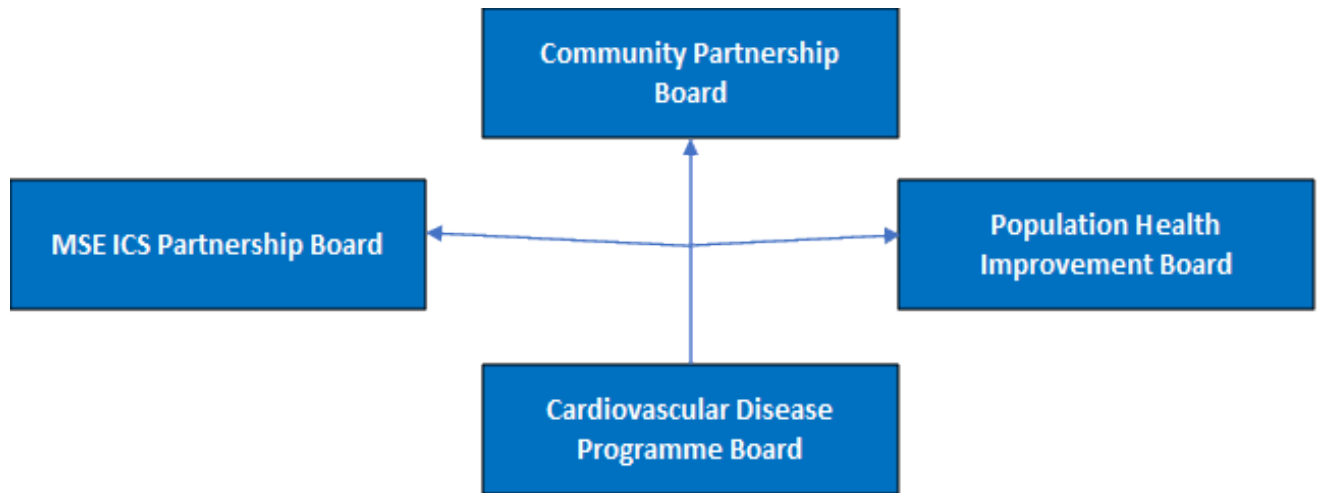 Community Partnership
Board
MSE ICS Partnership Board
Population Health
Improvement Board
Cardiovascular Disease
Programme Board